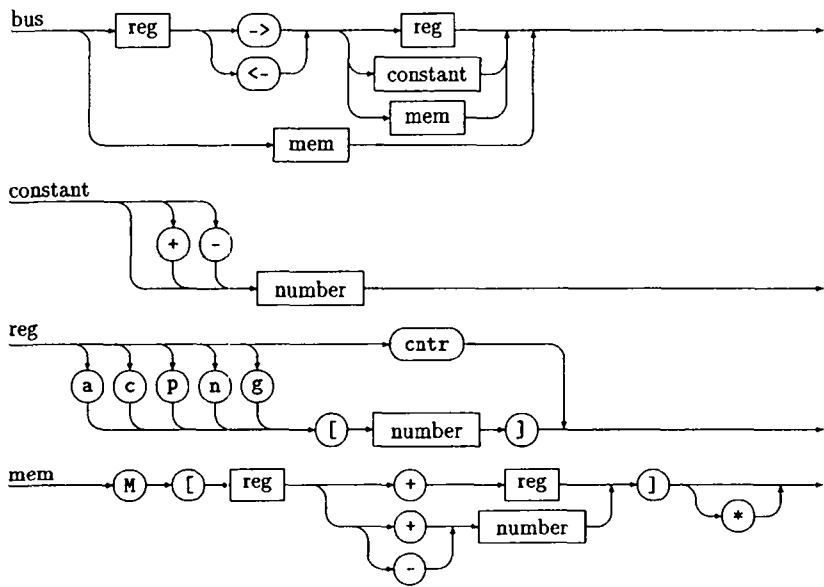 bus
reg -> reg
<- constant
mem
mem
constant
+ -
number
reg
cntr
a c p n g
[ number ]
mem
M [ reg + reg ] *
+ number
-